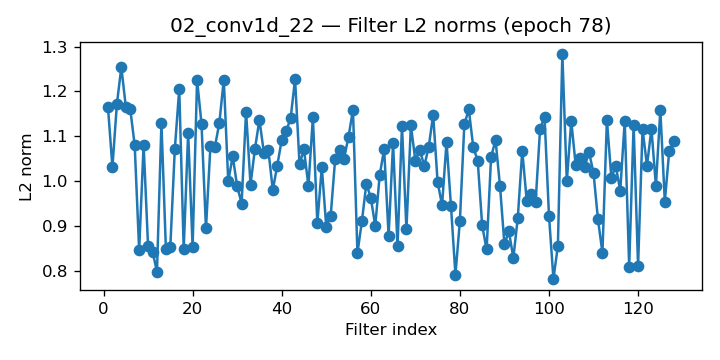 02_conv1d_22 — Filter L2 norms (epoch 78)
1.3
1.2
1.1
1.0
0.9
0.8
L2 norm
0 20 40 60 80 100 120
Filter index